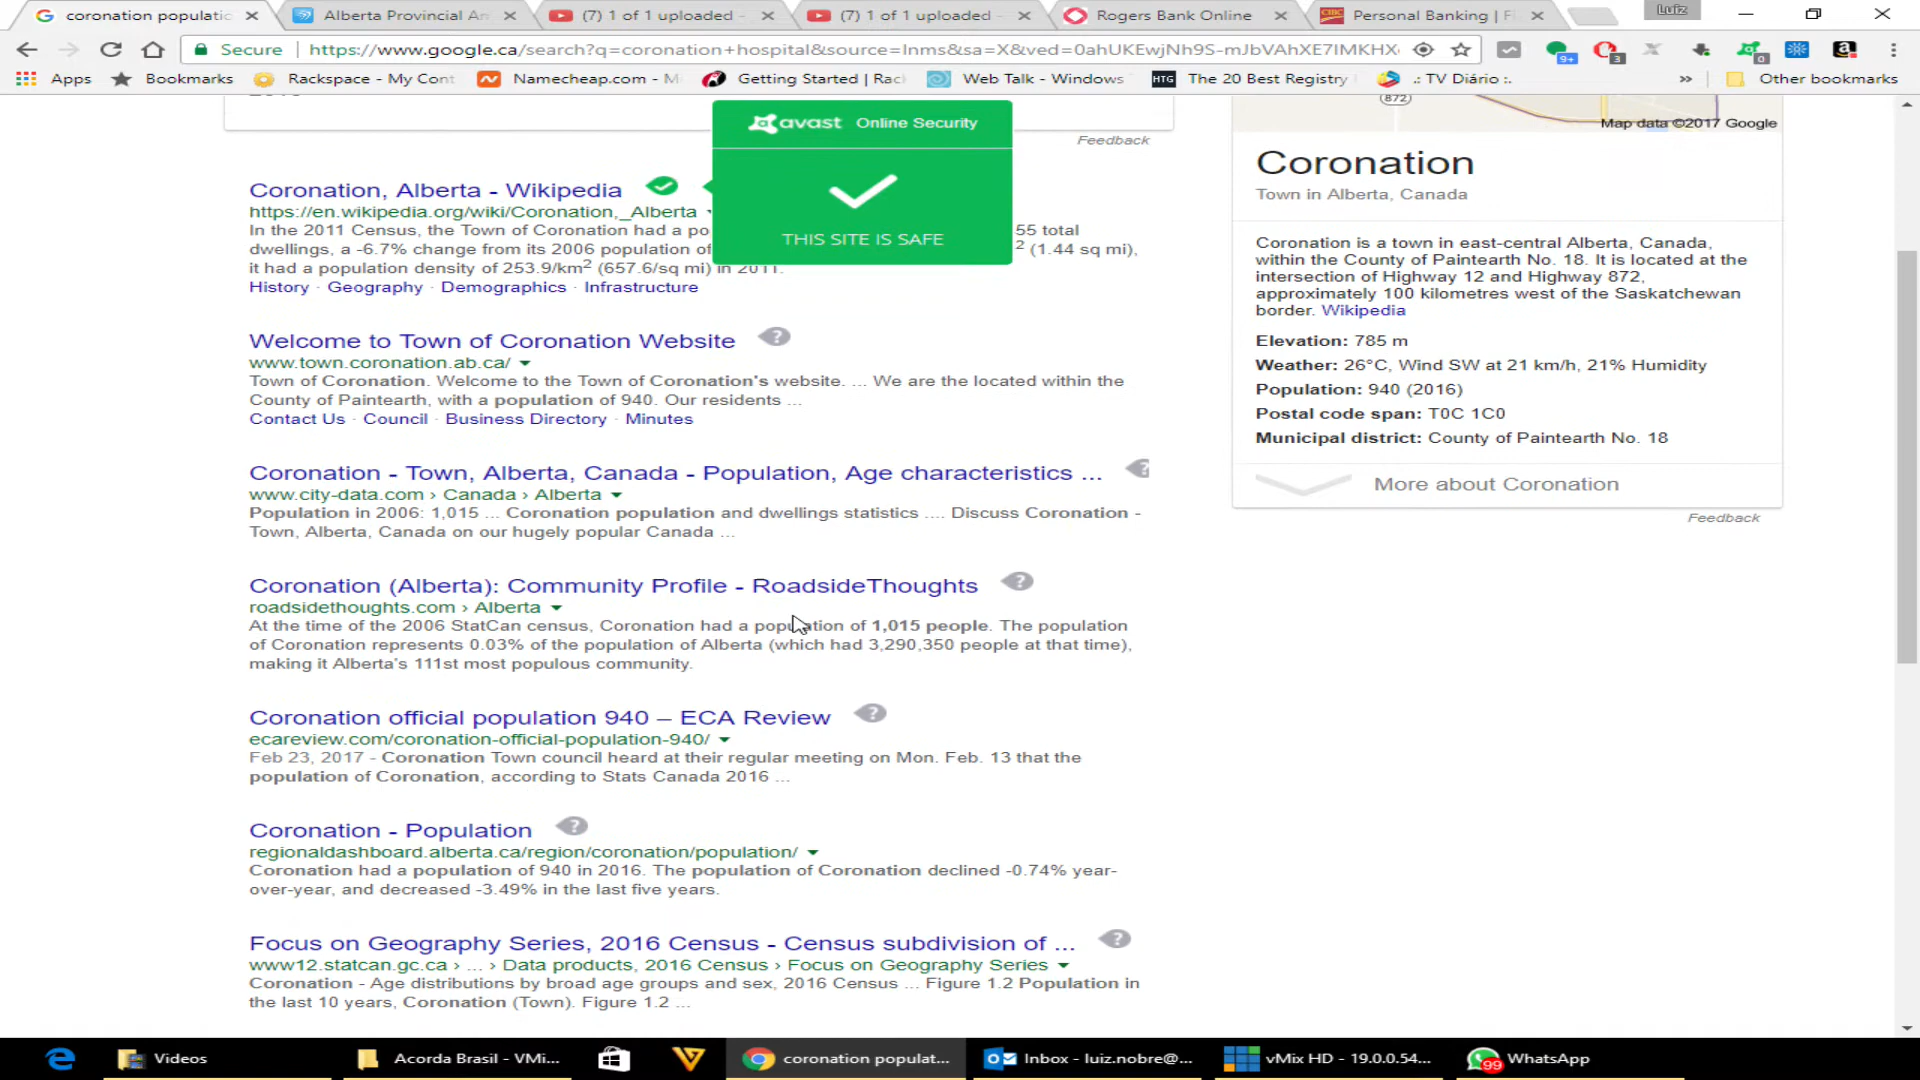 coronation populatio
Alberta Provincial An
(7) 1 of 1 uploaded -
(7) 1 of 1 uploaded -
Rogers Bank Online
Personal Banking | Fi
Luiz
Secure https://www.google.ca/search?q=coronation+hospital&source=lnms&sa=X&ved=0ahUKEwjNh9S-mJbVAhXE7IMKHX
9+
3
0
Apps
Bookmarks
Rackspace - My Cont
Namecheap.com - M
Getting Started | Rac
Web Talk - Windows
HTG The 20 Best Registry
.: TV Diário :.
» Other bookmarks
avast Online Security
THIS SITE IS SAFE
Feedback
Coronation, Alberta - Wikipedia
https://en.wikipedia.org/wiki/Coronation,_Alberta
In the 2011 Census, the Town of Coronation had a po 55 total
dwellings, a -6.7% change from its 2006 population of 2 (1.44 sq mi),
it had a population density of 253.9/km2 (657.6/sq mi) in 2011.
History · Geography · Demographics · Infrastructure
Welcome to Town of Coronation Website
www.town.coronation.ab.ca/
Town of Coronation. Welcome to the Town of Coronation's website. ... We are the located within the
County of Paintearth, with a population of 940. Our residents ...
Contact Us · Council · Business Directory · Minutes
Coronation - Town, Alberta, Canada - Population, Age characteristics ...
www.city-data.com › Canada › Alberta
Population in 2006: 1,015 ... Coronation population and dwellings statistics .... Discuss Coronation -
Town, Alberta, Canada on our hugely popular Canada ...
Coronation (Alberta): Community Profile - RoadsideThoughts
roadsidethoughts.com › Alberta
At the time of the 2006 StatCan census, Coronation had a population of 1,015 people. The population
of Coronation represents 0.03% of the population of Alberta (which had 3,290,350 people at that time),
making it Alberta's 111st most populous community.
Coronation official population 940 – ECA Review
ecareview.com/coronation-official-population-940/
Feb 23, 2017 - Coronation Town council heard at their regular meeting on Mon. Feb. 13 that the
population of Coronation, according to Stats Canada 2016 ...
Coronation - Population
regionaldashboard.alberta.ca/region/coronation/population/
Coronation had a population of 940 in 2016. The population of Coronation declined -0.74% year-
over-year, and decreased -3.49% in the last five years.
Focus on Geography Series, 2016 Census - Census subdivision of ...
www12.statcan.gc.ca › ... › Data products, 2016 Census › Focus on Geography Series
Coronation - Age distributions by broad age groups and sex, 2016 Census ... Figure 1.2 Population in
the last 10 years, Coronation (Town). Figure 1.2 ...
872
Map data ©2017 Google
Coronation
Town in Alberta, Canada
Coronation is a town in east-central Alberta, Canada,
within the County of Paintearth No. 18. It is located at the
intersection of Highway 12 and Highway 872,
approximately 100 kilometres west of the Saskatchewan
border. Wikipedia
Elevation: 785 m
Weather: 26°C, Wind SW at 21 km/h, 21% Humidity
Population: 940 (2016)
Postal code span: T0C 1C0
Municipal district: County of Paintearth No. 18
More about Coronation
Feedback
Videos
Acorda Brasil - VMi...
coronation populat...
Inbox - luiz.nobre@...
vMix HD - 19.0.0.54...
99
WhatsApp